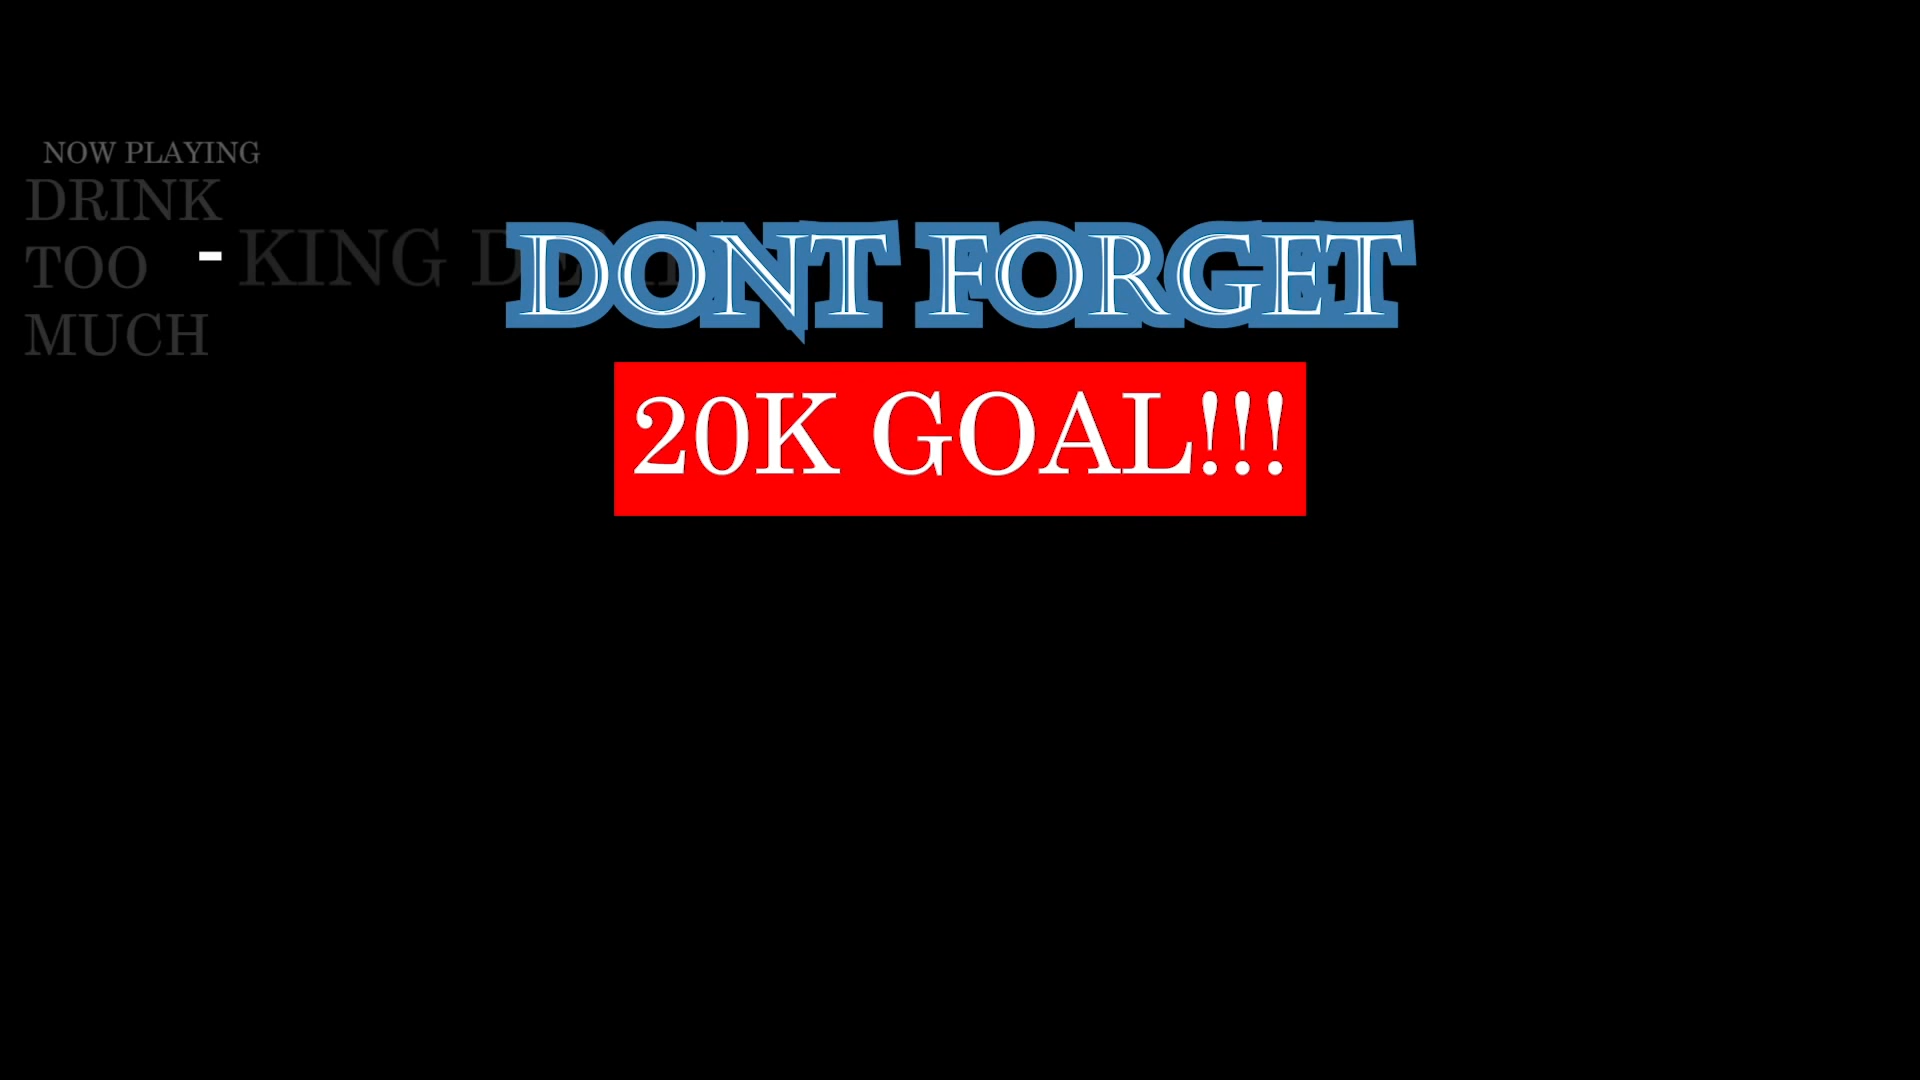 NOW PLAYING
DRINK
TOO
MUCH
- KING
DONT FORGET
20K GOAL!!!